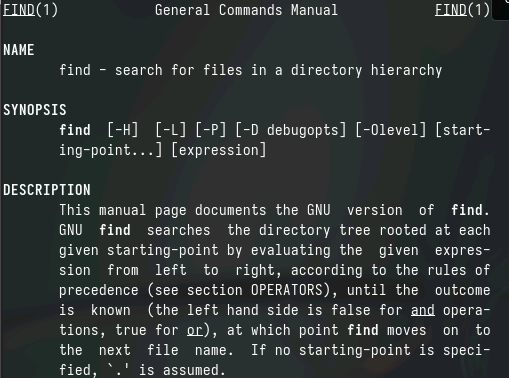 FIND(1) General Commands Manual FIND(1)
NAME
find - search for files in a directory hierarchy
SYNOPSIS
find [-H] [-L] [-P] [-D debugopts] [-Olevel] [start-
ing-point...] [expression]
DESCRIPTION
This manual page documents the GNU version of find.
GNU find searches the directory tree rooted at each
given starting-point by evaluating the given expres-
sion from left to right, according to the rules of
precedence (see section OPERATORS), until the outcome
is known (the left hand side is false for and opera-
tions, true for or), at which point find moves on to
the next file name. If no starting-point is speci-
fied, `.' is assumed.